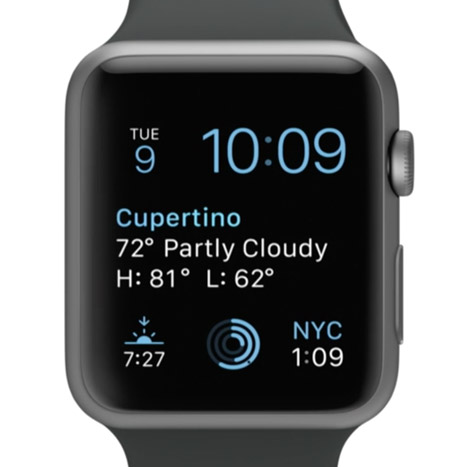 TUE
9
10:09
Cupertino
72° Partly Cloudy
H: 81° L: 62°
7:27
NYC
1:09